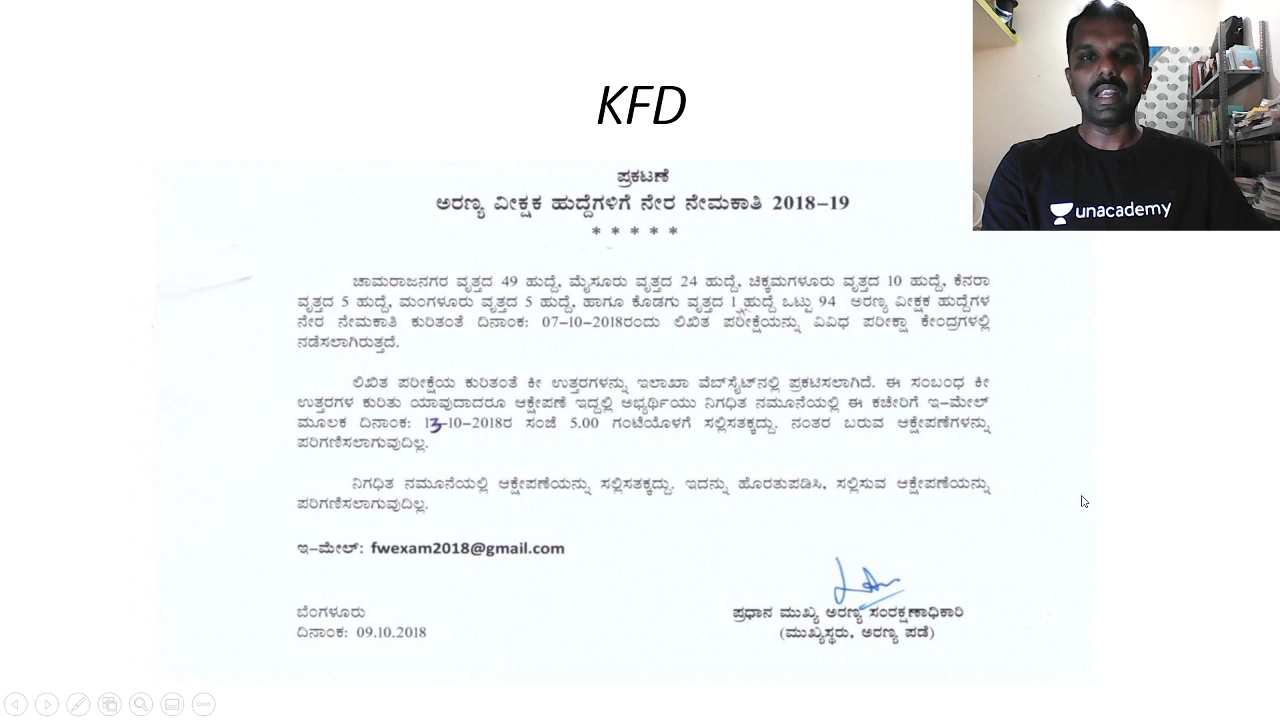 KFD
unacademy
ಪ್ರಕಟಣೆ
ಅರಣ್ಯ ವೀಕ್ಷಕ ಹುದ್ದೆಗಳಿಗೆ ನೇರ ನೇಮಕಾತಿ 2018–19
* * * * *
ಚಾಮರಾಜನಗರ ವೃತ್ತದ 49 ಹುದ್ದೆ, ಮೈಸೂರು ವೃತ್ತದ 24 ಹುದ್ದೆ, ಚಿಕ್ಕಮಗಳೂರು ವೃತ್ತದ 10 ಹುದ್ದೆ, ಕೆನರಾ
ವೃತ್ತದ 5 ಹುದ್ದೆ, ಮಂಗಳೂರು ವೃತ್ತದ 5 ಹುದ್ದೆ, ಹಾಗೂ ಕೊಡಗು ವೃತ್ತದ 1 ಹುದ್ದೆ ಒಟ್ಟು 94 ಅರಣ್ಯ ವೀಕ್ಷಕ ಹುದ್ದೆಗಳ
ನೇರ ನೇಮಕಾತಿ ಕುರಿತಂತೆ ದಿನಾಂಕ: 07-10-2018ರಂದು ಲಿಖಿತ ಪರೀಕ್ಷೆಯನ್ನು ವಿವಿಧ ಪರೀಕ್ಷಾ ಕೇಂದ್ರಗಳಲ್ಲಿ
ನಡೆಸಲಾಗಿರುತ್ತದೆ.
ಲಿಖಿತ ಪರೀಕ್ಷೆಯ ಕುರಿತಂತೆ ಕೀ ಉತ್ತರಗಳನ್ನು ಇಲಾಖಾ ವೆಬ್‌ಸೈಟ್‌ನಲ್ಲಿ ಪ್ರಕಟಿಸಲಾಗಿದೆ. ಈ ಸಂಬಂಧ ಕೀ
ಉತ್ತರಗಳ ಕುರಿತು ಯಾವುದಾದರೂ ಆಕ್ಷೇಪಣೆ ಇದ್ದಲ್ಲಿ ಅಭ್ಯರ್ಥಿಯು ನಿಗಧಿತ ನಮೂನೆಯಲ್ಲಿ ಈ ಕಚೇರಿಗೆ ಇ–ಮೇಲ್
ಮೂಲಕ ದಿನಾಂಕ: 13-10-2018ರ ಸಂಜೆ 5.00 ಗಂಟೆಯೊಳಗೆ ಸಲ್ಲಿಸತಕ್ಕದ್ದು. ನಂತರ ಬರುವ ಆಕ್ಷೇಪಣೆಗಳನ್ನು
ಪರಿಗಣಿಸಲಾಗುವುದಿಲ್ಲ.
ನಿಗಧಿತ ನಮೂನೆಯಲ್ಲಿ ಆಕ್ಷೇಪಣೆಯನ್ನು ಸಲ್ಲಿಸತಕ್ಕದ್ದು. ಇದನ್ನು ಹೊರತುಪಡಿಸಿ, ಸಲ್ಲಿಸುವ ಆಕ್ಷೇಪಣೆಯನ್ನು
ಪರಿಗಣಿಸಲಾಗುವುದಿಲ್ಲ.
ಇ–ಮೇಲ್: fwexam2018@gmail.com
ಬೆಂಗಳೂರು
ದಿನಾಂಕ: 09.10.2018
ಪ್ರಧಾನ ಮುಖ್ಯ ಅರಣ್ಯ ಸಂರಕ್ಷಣಾಧಿಕಾರಿ
(ಮುಖ್ಯಸ್ಥರು, ಅರಣ್ಯ ಪಡೆ)